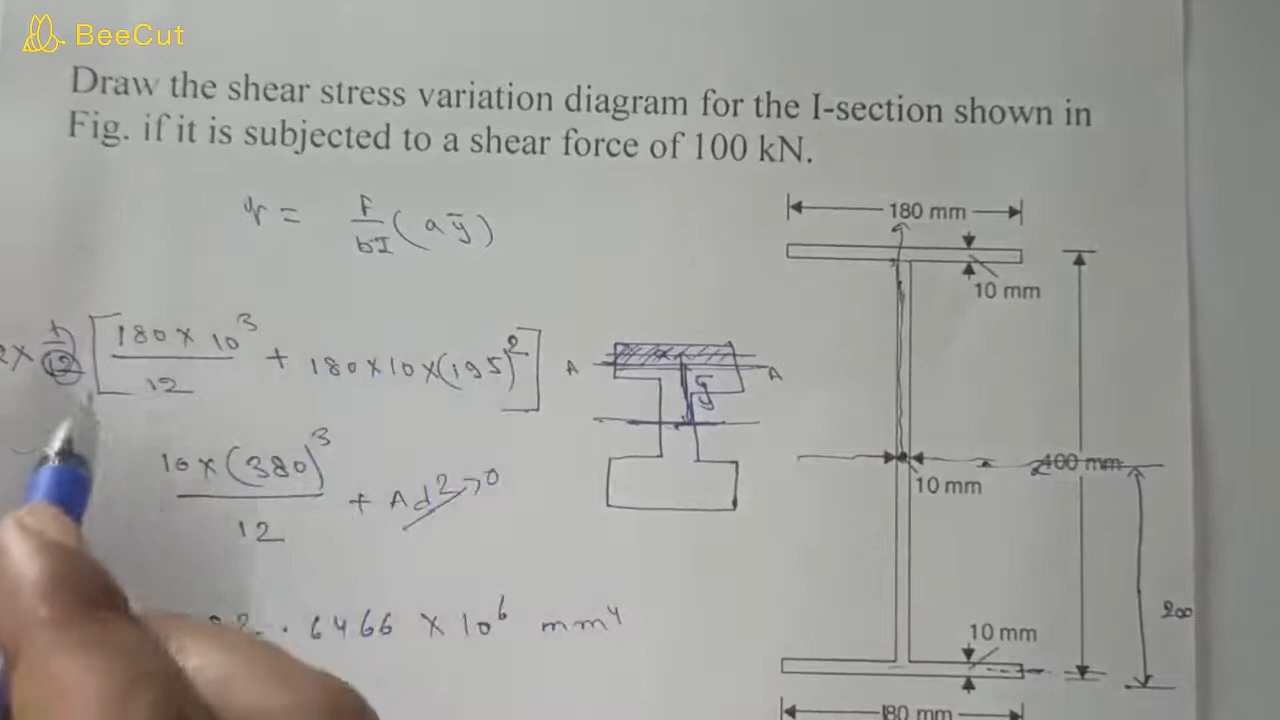 BeeCut
Draw the shear stress variation diagram for the I-section shown in
Fig. if it is subjected to a shear force of 100 kN.
= F/bI (a ȳ)
180 mm
10 mm
[ 180 × 10³ / 12 + 180 × 10 × (195)² ]
A A
ȳ
10 × (380)³ / 12 + Ad² → 0
400 mm
10 mm
200
. 6466 × 10⁶ mm⁴
10 mm
180 mm